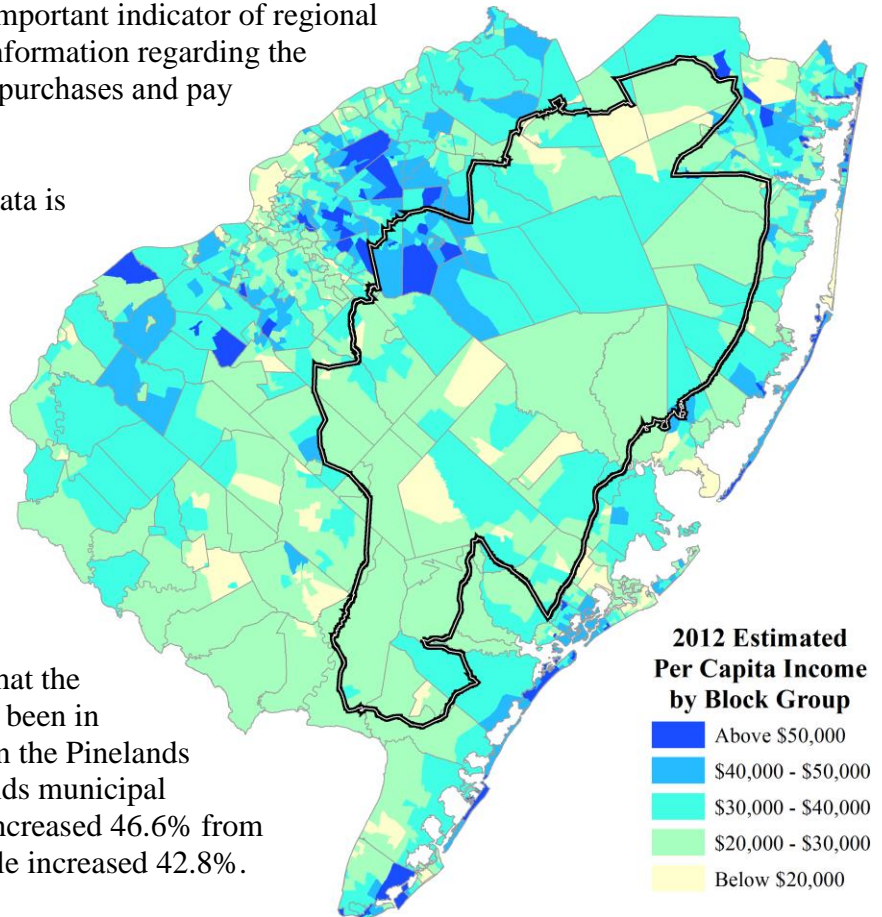 mportant indicator of regional
nformation regarding the
purchases and pay
ata is
hat the
been in
n the Pinelands
nds municipal
ncreased 46.6% from
le increased 42.8%.
2012 Estimated
Per Capita Income
by Block Group
Above $50,000
$40,000 - $50,000
$30,000 - $40,000
$20,000 - $30,000
Below $20,000